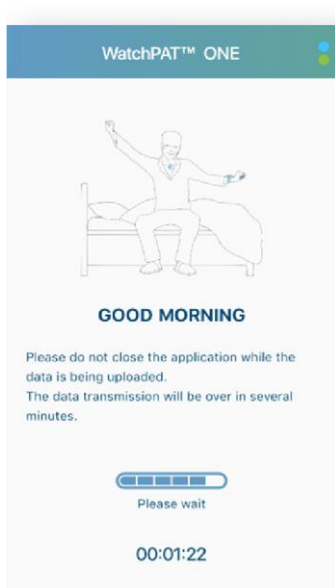 WatchPAT™ ONE
GOOD MORNING
Please do not close the application while the
data is being uploaded.
The data transmission will be over in several
minutes.
Please wait
00:01:22